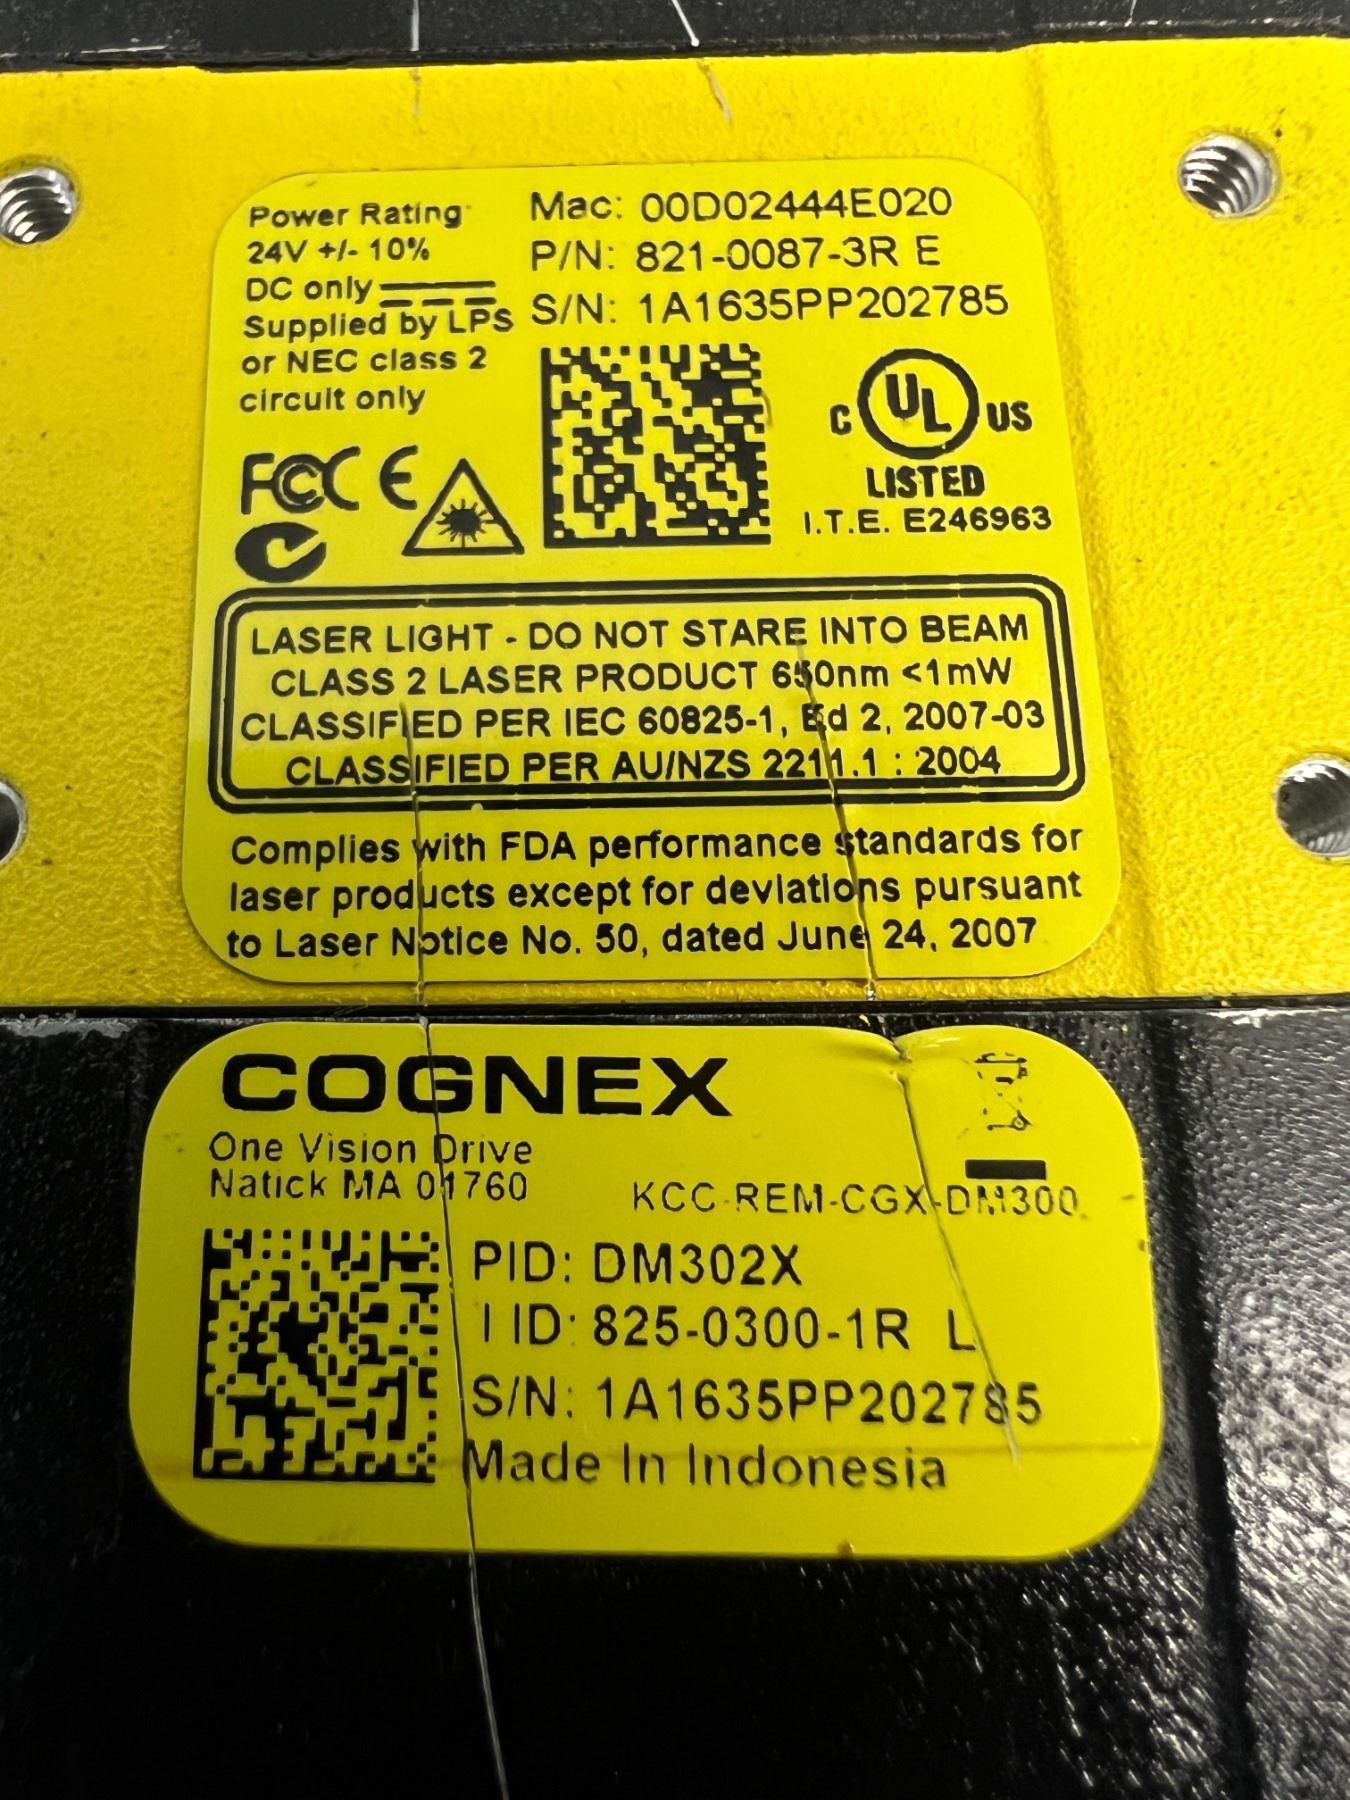 Power Rating
24V +/- 10%
DC only
Supplied by LPS
or NEC class 2
circuit only
Mac: 00D02444E020
P/N: 821-0087-3R E
S/N: 1A1635PP202785
FCC CE
C UL US
LISTED
I.T.E. E246963
LASER LIGHT - DO NOT STARE INTO BEAM
CLASS 2 LASER PRODUCT 650nm <1mW
CLASSIFIED PER IEC 60825-1, Ed 2, 2007-03
CLASSIFIED PER AU/NZS 2211.1 : 2004
Complies with FDA performance standards for
laser products except for deviations pursuant
to Laser Notice No. 50, dated June 24, 2007
COGNEX
One Vision Drive
Natick MA 01760
KCC-REM-CGX-DM300
PID: DM302X
I ID: 825-0300-1R L
S/N: 1A1635PP202785
Made In Indonesia